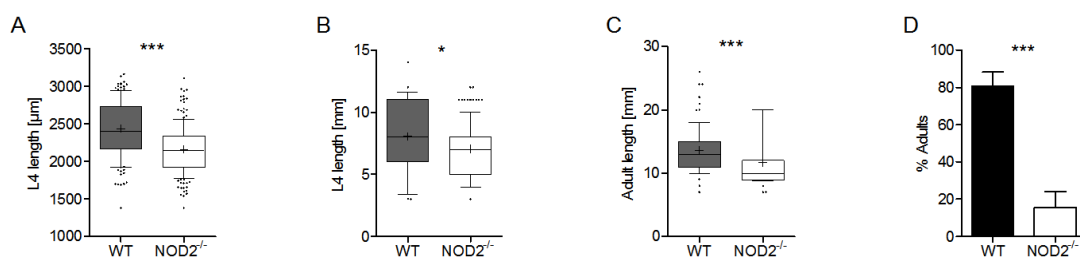 A
***
L4 length [µm]
3500
3000
2500
2000
1500
1000
WT NOD2-/-
B
*
L4 length [mm]
15
10
5
0
WT NOD2-/-
C
***
Adult length [mm]
30
20
10
0
WT NOD2-/-
D
***
% Adults
100
80
60
40
20
0
WT NOD2-/-